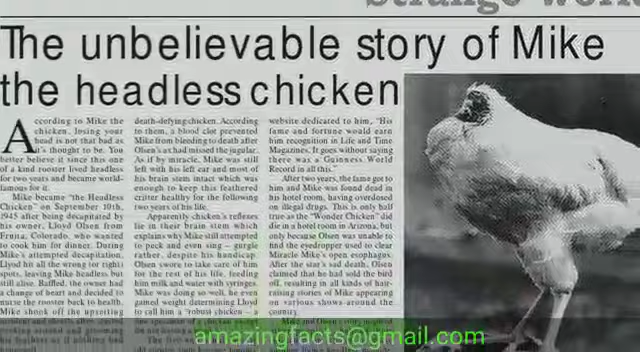 Strange World
The unbelievable story of Mike
the headless chicken
According to Mike the
chicken, losing your
head is not that bad as
it's thought to be. You
better believe it since this one
of a kind rooster lived headless
for two years and became world-
famous for it.
Mike became "the Headless
Chicken" on September 10th,
1945 after being decapitated by
his owner, Lloyd Olsen from
Fruita, Colorado, who wanted
to cook him for dinner. During
Mike's attempted decapitation,
Lloyd hit all the wrong (or right)
spots, leaving Mike headless but
still alive. Baffled, the owner had
a change of heart and decided to
nurse the rooster back to health.
Mike shook off the upsetting
death-defying chicken. According
to them, a blood clot prevented
Mike from bleeding to death after
Olsen's ax had missed the jugular.
As if by miracle, Mike was still
left with his left ear and most of
his brain stem intact which was
enough to keep this feathered
critter healthy for the following
two years of his life.
Apparently chicken's reflexes
lie in their brain stem which
explains why Mike still attempted
to peck and even sing – gurgle
rather, despite his handicap.
Olsen swore to take care of him
for the rest of his life, feeding
him milk and water with syringes.
Mike was doing so well, he even
gained weight determining Lloyd
to call him a "robust chicken –
website dedicated to him, "His
fame and fortune would earn
him recognition in Life and Time
Magazines. It goes without saying
there was a Guinness World
Record in all this."
After two years, the fame got to
him and Mike was found dead in
his hotel room, having overdosed
on illegal drugs. This is only half
true as the "Wonder Chicken" did
die in a hotel room in Arizona, but
only because Olsen was unable to
find the eyedropper used to clear
Miracle Mike's open esophagus.
After the star's sad death, Olsen
claimed that he had sold the bird
off, resulting in all kinds of hair-
raising stories of Mike appearing
on various shows around the
country.
amazingfacts@gmail.com